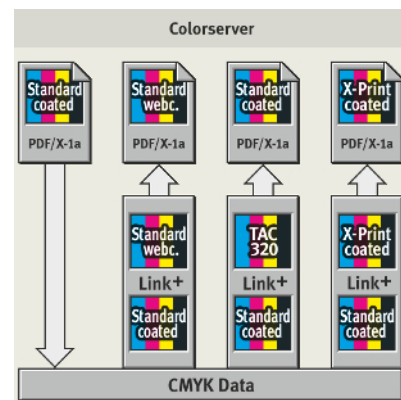 Colorserver
Standard
coated
PDF/X-1a
Standard
webc.
PDF/X-1a
Standard
coated
PDF/X-1a
X-Print
coated
PDF/X-1a
Standard
webc.
Link+
Standard
coated
TAC
320
Link+
Standard
coated
X-Print
coated
Link+
Standard
coated
CMYK Data